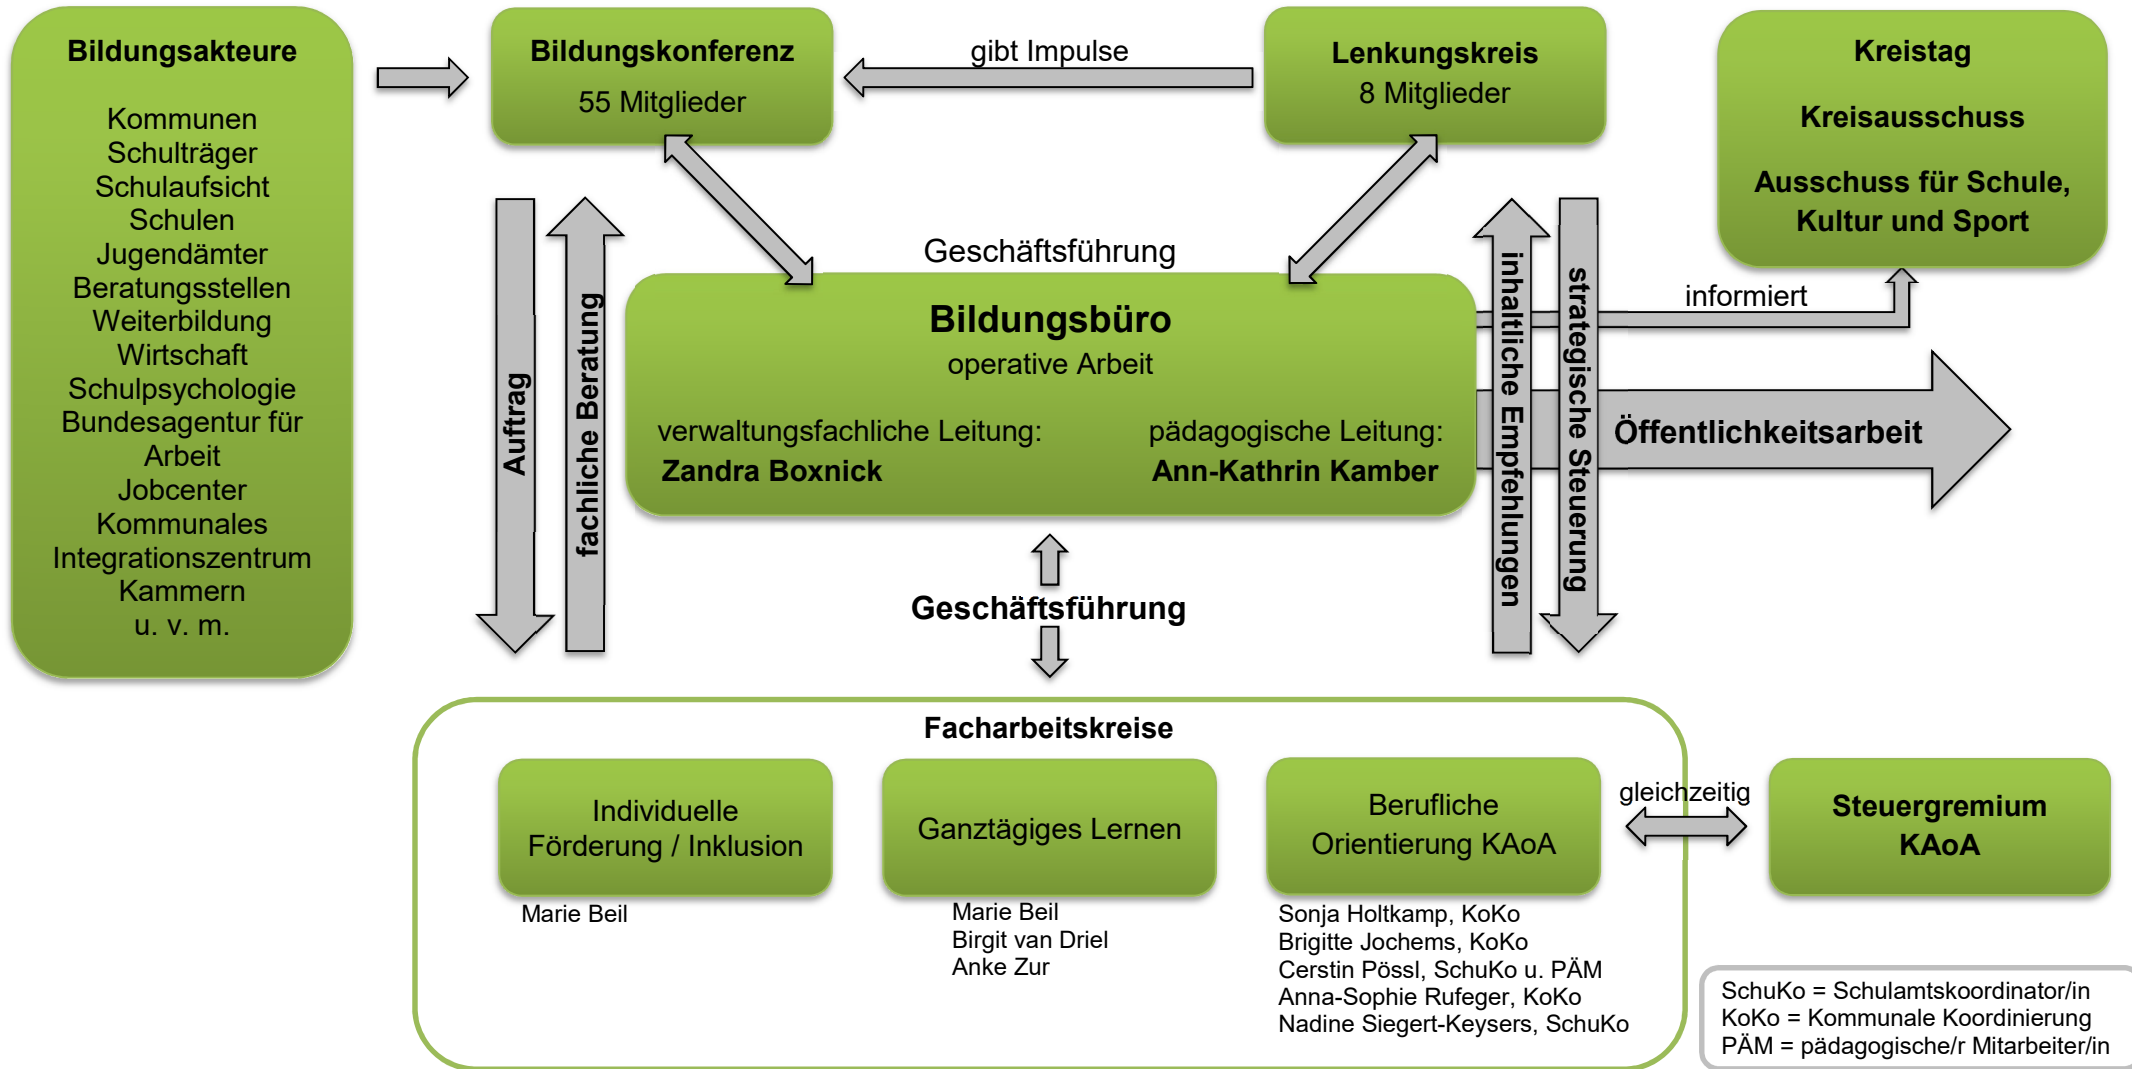 Bildungsakteure
Kommunen
Schulträger
Schulaufsicht
Schulen
Jugendämter
Beratungsstellen
Weiterbildung
Wirtschaft
Schulpsychologie
Bundesagentur für
Arbeit
Jobcenter
Kommunales
Integrationszentrum
Kammern
u. v. m.
Bildungskonferenz
55 Mitglieder
gibt Impulse
Lenkungskreis
8 Mitglieder
Kreistag
Kreisausschuss
Ausschuss für Schule,
Kultur und Sport
Auftrag
fachliche Beratung
Geschäftsführung
Bildungsbüro
operative Arbeit
verwaltungsfachliche Leitung:
Zandra Boxnick
pädagogische Leitung:
Ann-Kathrin Kamber
inhaltliche Empfehlungen
strategische Steuerung
informiert
Öffentlichkeitsarbeit
Geschäftsführung
Facharbeitskreise
Individuelle
Förderung / Inklusion
Marie Beil
Ganztägiges Lernen
Marie Beil
Birgit van Driel
Anke Zur
Berufliche
Orientierung KAoA
Sonja Holtkamp, KoKo
Brigitte Jochems, KoKo
Cerstin Pössl, SchuKo u. PÄM
Anna-Sophie Rufeger, KoKo
Nadine Siegert-Keysers, SchuKo
gleichzeitig
Steuergremium
KAoA
SchuKo = Schulamtskoordinator/in
KoKo = Kommunale Koordinierung
PÄM = pädagogische/r Mitarbeiter/in